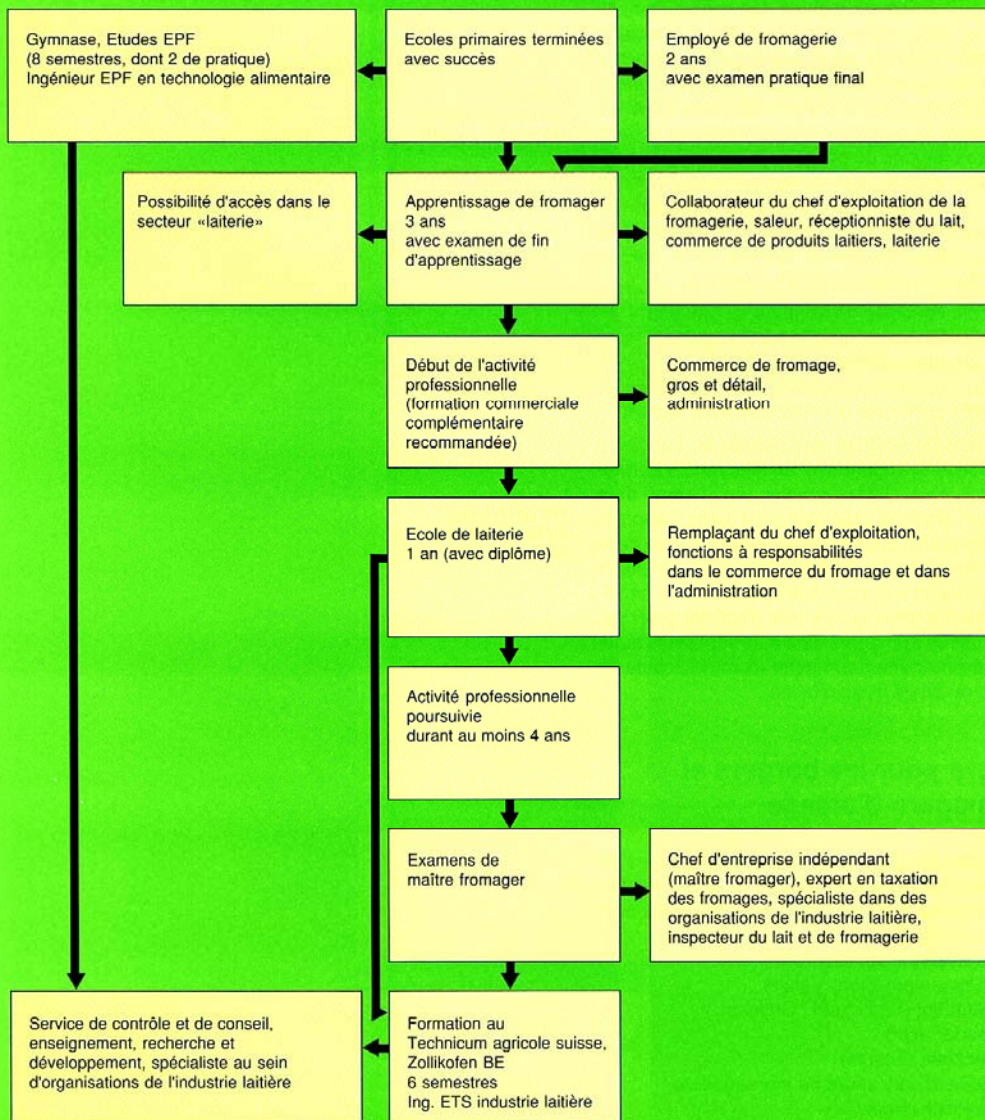 Gymnase, Etudes EPF
(8 semestres, dont 2 de pratique)
Ingénieur EPF en technologie alimentaire
Ecoles primaires terminées
avec succès
Employé de fromagerie
2 ans
avec examen pratique final
Possibilité d'accès dans le
secteur «laiterie»
Apprentissage de fromager
3 ans
avec examen de fin
d'apprentissage
Collaborateur du chef d'exploitation de la
fromagerie, saleur, réceptionniste du lait,
commerce de produits laitiers, laiterie
Début de l'activité
professionnelle
(formation commerciale
complémentaire
recommandée)
Commerce de fromage,
gros et détail,
administration
Ecole de laiterie
1 an (avec diplôme)
Remplaçant du chef d'exploitation,
fonctions à responsabilités
dans le commerce du fromage et dans
l'administration
Activité professionnelle
poursuivie
durant au moins 4 ans
Examens de
maître fromager
Chef d'entreprise indépendant
(maître fromager), expert en taxation
des fromages, spécialiste dans des
organisations de l'industrie laitière,
inspecteur du lait et de fromagerie
Service de contrôle et de conseil,
enseignement, recherche et
développement, spécialiste au sein
d'organisations de l'industrie laitière
Formation au
Technicum agricole suisse,
Zollikofen BE
6 semestres
Ing. ETS industrie laitière